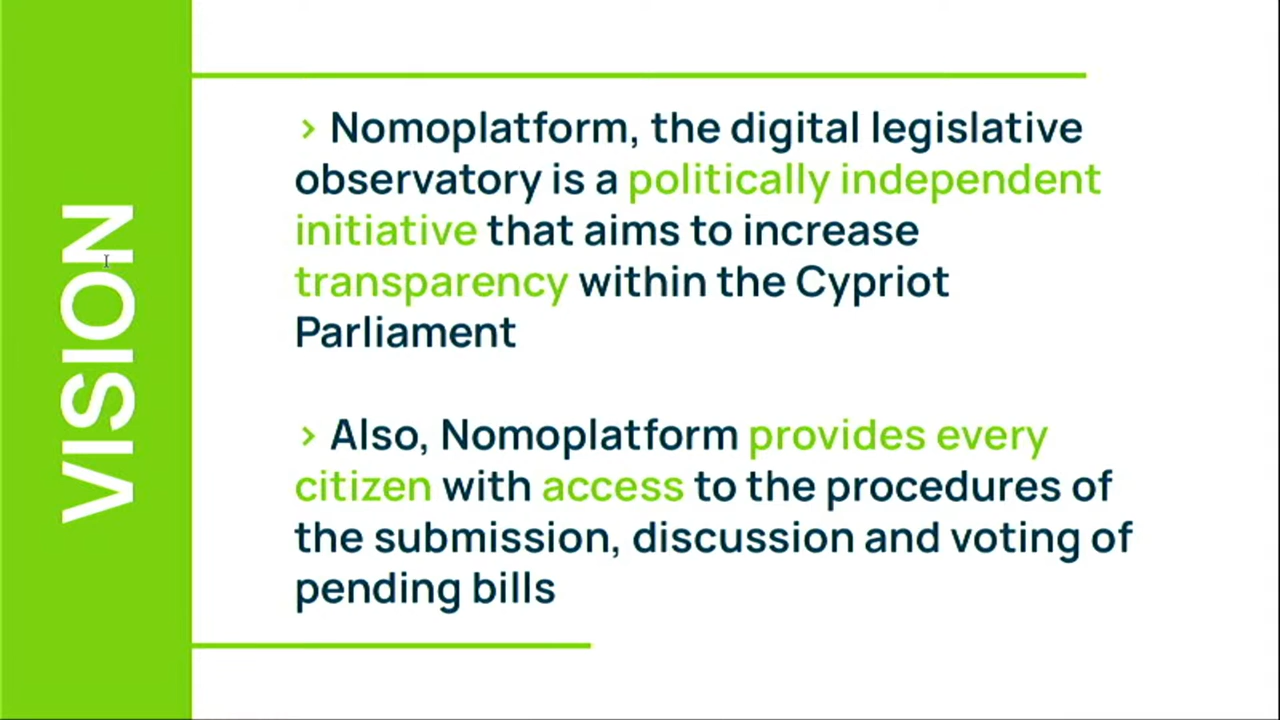 VISION
› Nomoplatform, the digital legislative
observatory is a politically independent
initiative that aims to increase
transparency within the Cypriot
Parliament
› Also, Nomoplatform provides every
citizen with access to the procedures of
the submission, discussion and voting of
pending bills